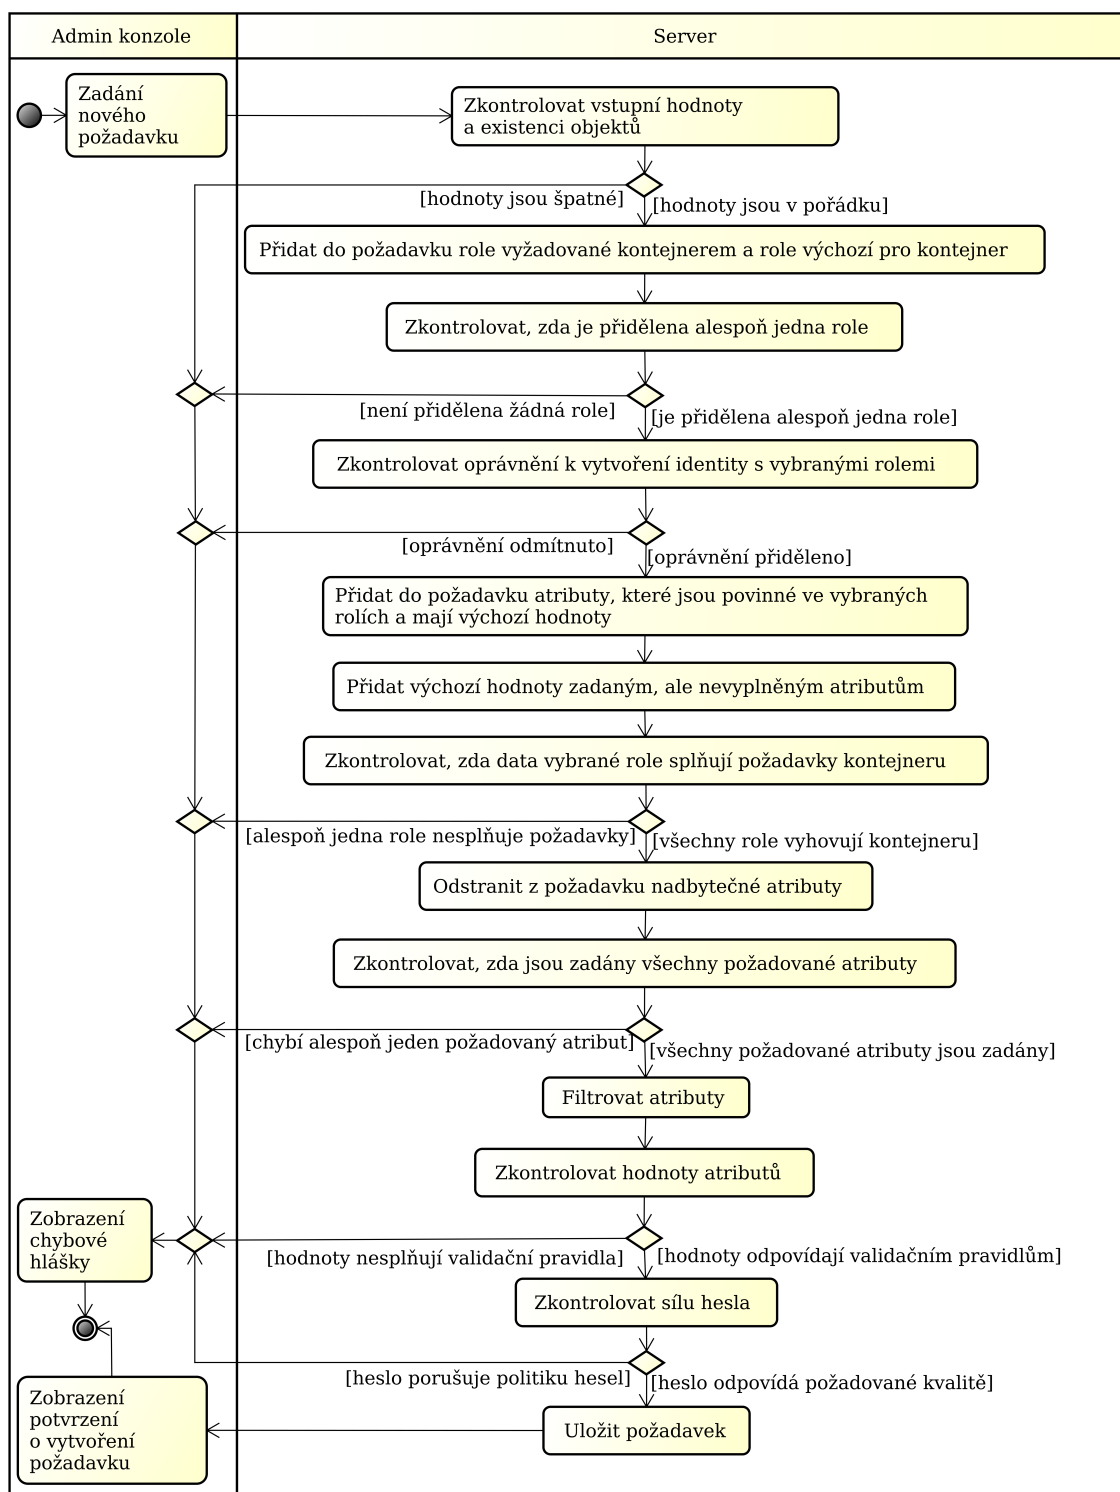 Admin konzole
Server
Zadání
nového
požadavku
Zkontrolovat vstupní hodnoty
a existenci objektů
[hodnoty jsou špatné]
[hodnoty jsou v pořádku]
Přidat do požadavku role vyžadované kontejnerem a role výchozí pro kontejner
Zkontrolovat, zda je přidělena alespoň jedna role
[není přidělena žádná role]
[je přidělena alespoň jedna role]
Zkontrolovat oprávnění k vytvoření identity s vybranými rolemi
[oprávnění odmítnuto]
[oprávnění přiděleno]
Přidat do požadavku atributy, které jsou povinné ve vybraných
rolích a mají výchozí hodnoty
Přidat výchozí hodnoty zadaným, ale nevyplněným atributům
Zkontrolovat, zda data vybrané role splňují požadavky kontejneru
[alespoň jedna role nesplňuje požadavky]
[všechny role vyhovují kontejneru]
Odstranit z požadavku nadbytečné atributy
Zkontrolovat, zda jsou zadány všechny požadované atributy
[chybí alespoň jeden požadovaný atribut]
[všechny požadované atributy jsou zadány]
Filtrovat atributy
Zkontrolovat hodnoty atributů
Zobrazení
chybové
hlášky
[hodnoty nesplňují validační pravidla]
[hodnoty odpovídají validačním pravidlům]
Zkontrolovat sílu hesla
[heslo porušuje politiku hesel]
[heslo odpovídá požadované kvalitě]
Zobrazení
potvrzení
o vytvoření
požadavku
Uložit požadavek